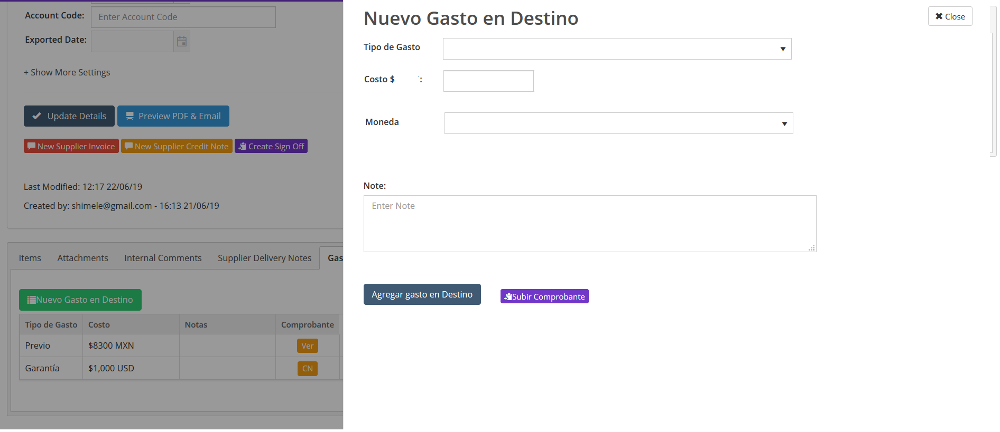 Account Code:
Enter Account Code
Exported Date:
+ Show More Settings
Update Details
Preview PDF & Email
New Supplier Invoice
New Supplier Credit Note
Create Sign Off
Last Modified: 12:17 22/06/19
Created by: shimele@gmail.com - 16:13 21/06/19
Items
Attachments
Internal Comments
Supplier Delivery Notes
Gas
Nuevo Gasto en Destino
Tipo de Gasto Costo Notas Comprobante
Previo $8300 MXN Ver
Garantía $1,000 USD CN
Nuevo Gasto en Destino
Close
Tipo de Gasto
Costo $ :
Moneda
Note:
Enter Note
Agregar gasto en Destino
Subir Comprobante